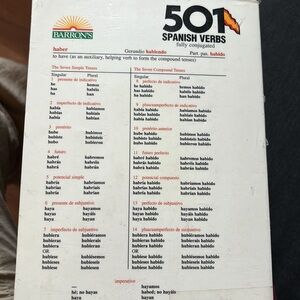 BARRON'S
501
SPANISH VERBS
fully conjugated
haber Gerundio habiendo Part. pas. habido
to have (as an auxiliary, helping verb to form the compound tenses)
The Seven Simple Tenses The Seven Compound Tenses
Singular Plural Singular Plural
1 presente de indicativo 8 perfecto de indicativo
he hemos he habido hemos habido
has habéis has habido habéis habido
ha han ha habido han habido
2 imperfecto de indicativo 9 pluscuamperfecto de indicativo
había habíamos había habido habíamos habido
habías habíais habías habido habíais habido
había habían había habido habían habido
3 pretérito 10 pretérito anterior
hube hubimos hube habido hubimos habido
hubiste hubisteis hubiste habido hubisteis habido
hubo hubieron hubo habido hubieron habido
4 futuro 11 futuro perfecto
habré habremos habré habido habremos habido
habrás habréis habrás habido habréis habido
habrá habrán habrá habido habrán habido
5 potencial simple 12 potencial compuesto
habría habríamos habría habido habríamos habido
habrías habríais habrías habido habríais habido
habría habrían habría habido habrían habido
6 presente de subjuntivo 13 perfecto de subjuntivo
haya hayamos haya habido hayamos habido
hayas hayáis hayas habido hayáis habido
haya hayan haya habido hayan habido
7 imperfecto de subjuntivo 14 pluscuamperfecto de subjuntivo
hubiera hubiéramos hubiera habido hubiéramos habido
hubieras hubierais hubieras habido hubierais habido
hubiera hubieran hubiera habido hubieran habido
OR OR
hubiese hubiésemos hubiese habido hubiésemos habido
hubieses hubieseis hubieses habido hubieseis habido
hubiese hubiesen hubiese habido hubiesen habido
imperativo
— hayamos
hé; no hayas habed; no hayáis
haya hayan